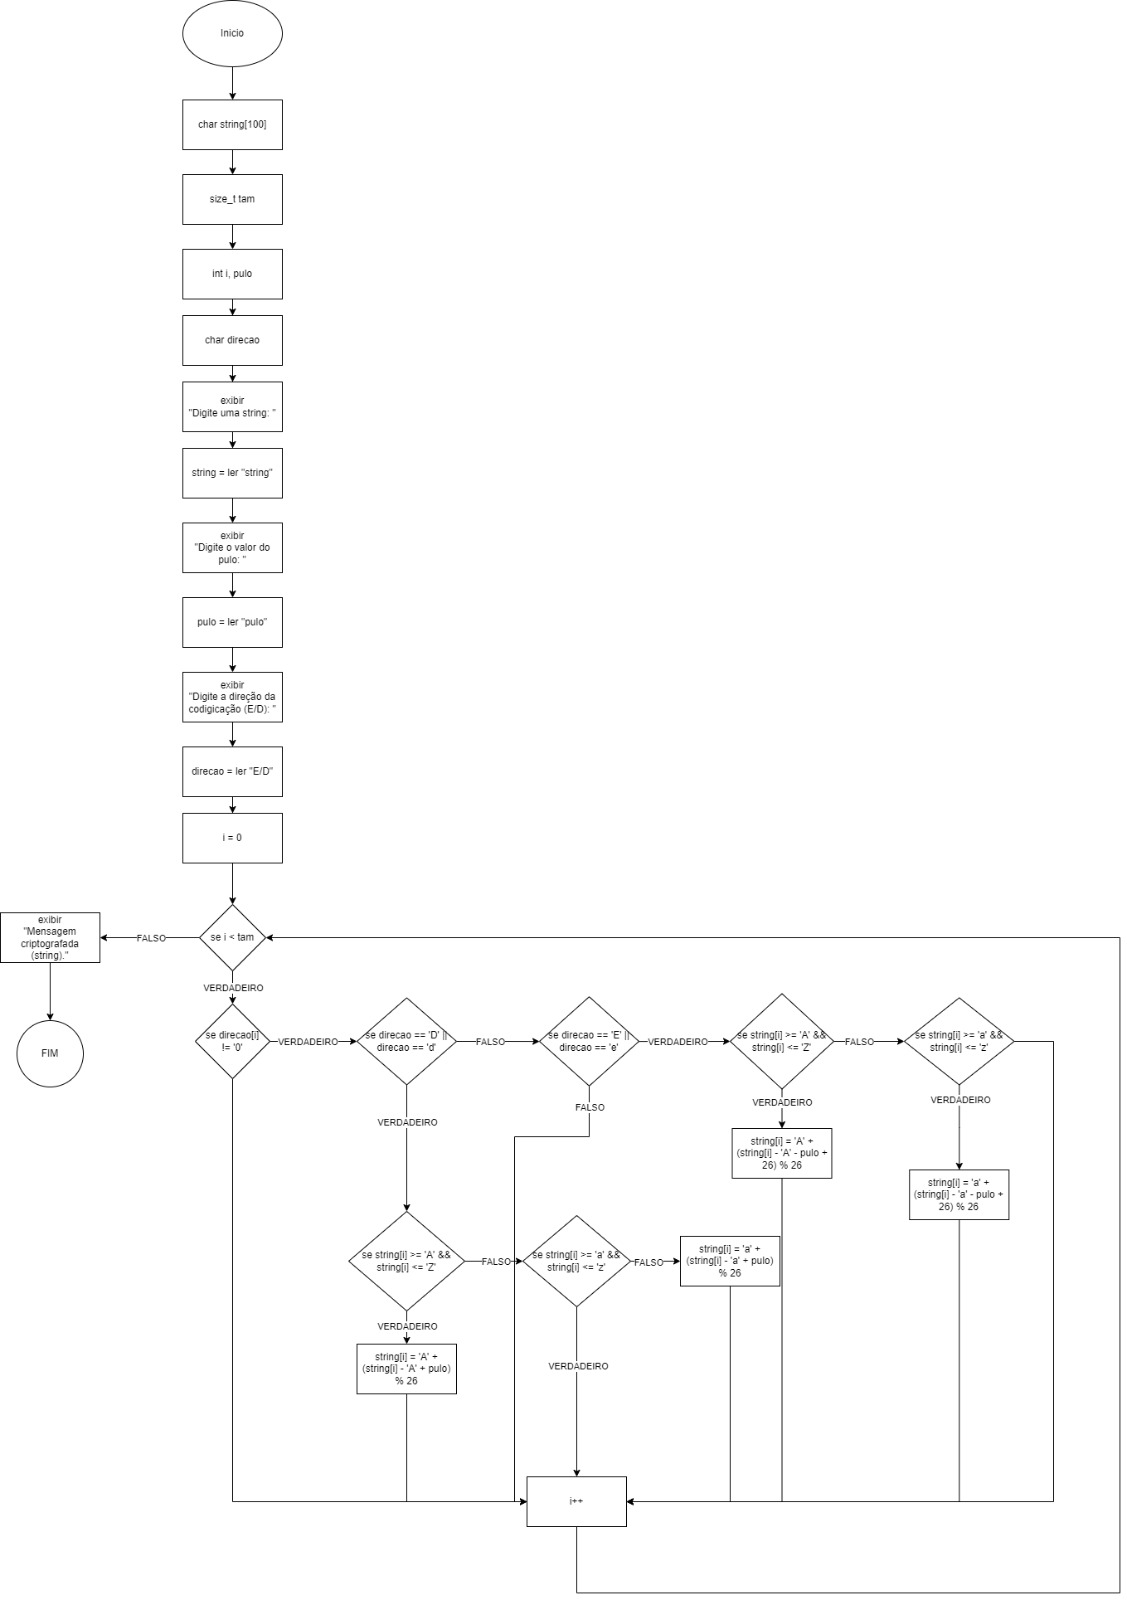 Inicio
char string[100]
size_t tam
int i, pulo
char direcao
exibir
"Digite uma string: "
string = ler "string"
exibir
"Digite o valor do
pulo: "
pulo = ler "pulo"
exibir
"Digite a direção da
codigicação (E/D): "
direcao = ler "E/D"
i = 0
exibir
"Mensagem
criptografada
(string)."
FALSO
se i < tam
VERDADEIRO
FIM
se direcao[i]
!= '0'
VERDADEIRO
se direcao == 'D' ||
direcao == 'd'
FALSO
se direcao == 'E' ||
direcao == 'e'
VERDADEIRO
se string[i] >= 'A' &&
string[i] <= 'Z'
FALSO
se string[i] >= 'a' &&
string[i] <= 'z'
VERDADEIRO
FALSO
VERDADEIRO
VERDADEIRO
string[i] = 'A' +
(string[i] - 'A' - pulo +
26) % 26
string[i] = 'a' +
(string[i] - 'a' - pulo +
26) % 26
se string[i] >= 'A' &&
string[i] <= 'Z'
FALSO
se string[i] >= 'a' &&
string[i] <= 'z'
FALSO
string[i] = 'a' +
(string[i] - 'a' + pulo)
% 26
VERDADEIRO
string[i] = 'A' +
(string[i] - 'A' + pulo)
% 26
VERDADEIRO
i++